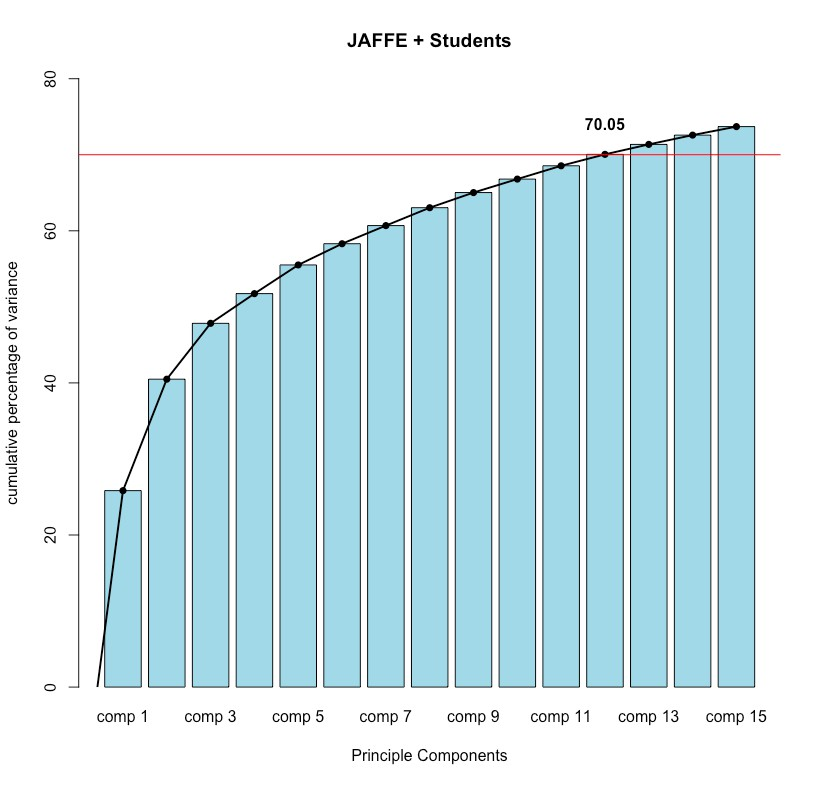 JAFFE + Students
cumulative percentage of variance
80
60
40
20
0
70.05
comp 1 comp 3 comp 5 comp 7 comp 9 comp 11 comp 13 comp 15
Principle Components